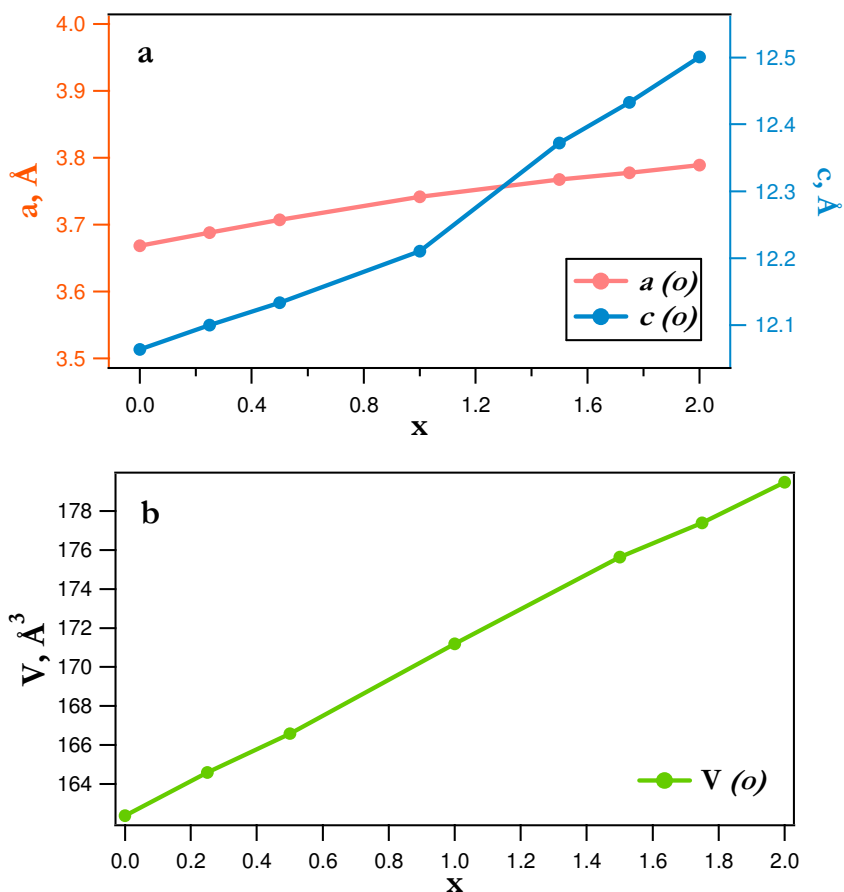 a
4.0
3.9
3.8
3.7
3.6
3.5
a, Å
12.5
12.4
12.3
12.2
12.1
c, Å
a (o)
c (o)
0.0 0.4 0.8 1.2 1.6 2.0
x
b
178
176
174
172
170
168
166
164
V, Å³
V (o)
0.0 0.2 0.4 0.6 0.8 1.0 1.2 1.4 1.6 1.8 2.0
x